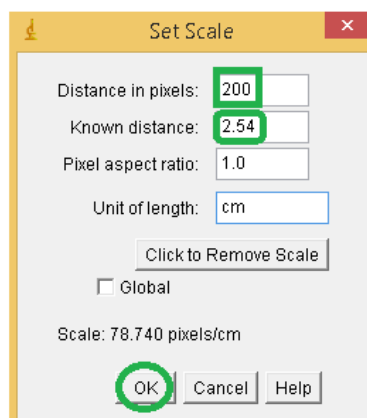 Set Scale
Distance in pixels: 200
Known distance: 2.54
Pixel aspect ratio: 1.0
Unit of length: cm
Click to Remove Scale
Global
Scale: 78.740 pixels/cm
OK Cancel Help